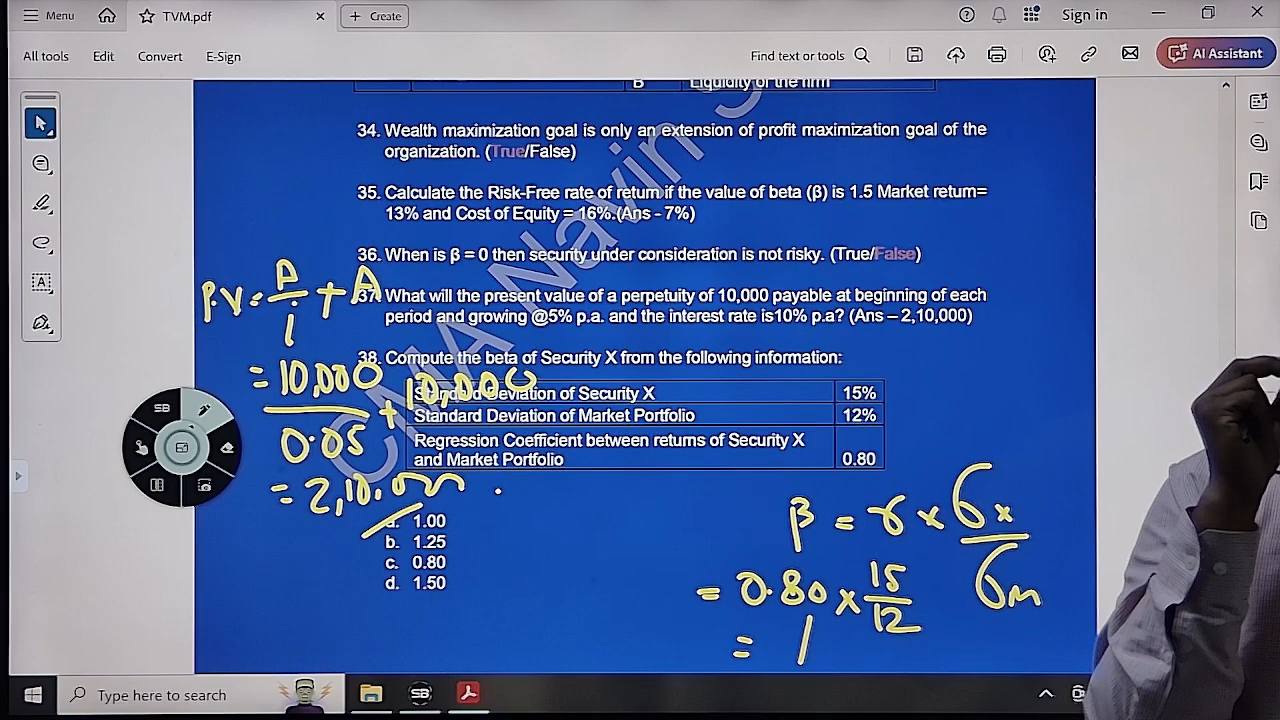 Menu
TVM.pdf
Create
Sign in
All tools
Edit
Convert
E-Sign
Find text or tools
AI Assistant
B Liquidity of the firm
34. Wealth maximization goal is only an extension of profit maximization goal of the
organization. (True/False)
35. Calculate the Risk-Free rate of return if the value of beta (β) is 1.5 Market return=
13% and Cost of Equity = 16%.(Ans - 7%)
36. When is β = 0 then security under consideration is not risky. (True/False)
37. What will the present value of a perpetuity of 10,000 payable at beginning of each
period and growing @5% p.a. and the interest rate is10% p.a? (Ans – 2,10,000)
38. Compute the beta of Security X from the following information:
Standard Deviation of Security X 15%
Standard Deviation of Market Portfolio 12%
Regression Coefficient between returns of Security X
and Market Portfolio 0.80
a. 1.00
b. 1.25
c. 0.80
d. 1.50
CMA Navin
P.V = A/i + A
= 10,000/0.05 + 10,000
= 2,10,000
β = r × σx/σm
= 0.80 × 15/12
= 1
SB
Type here to search
SB